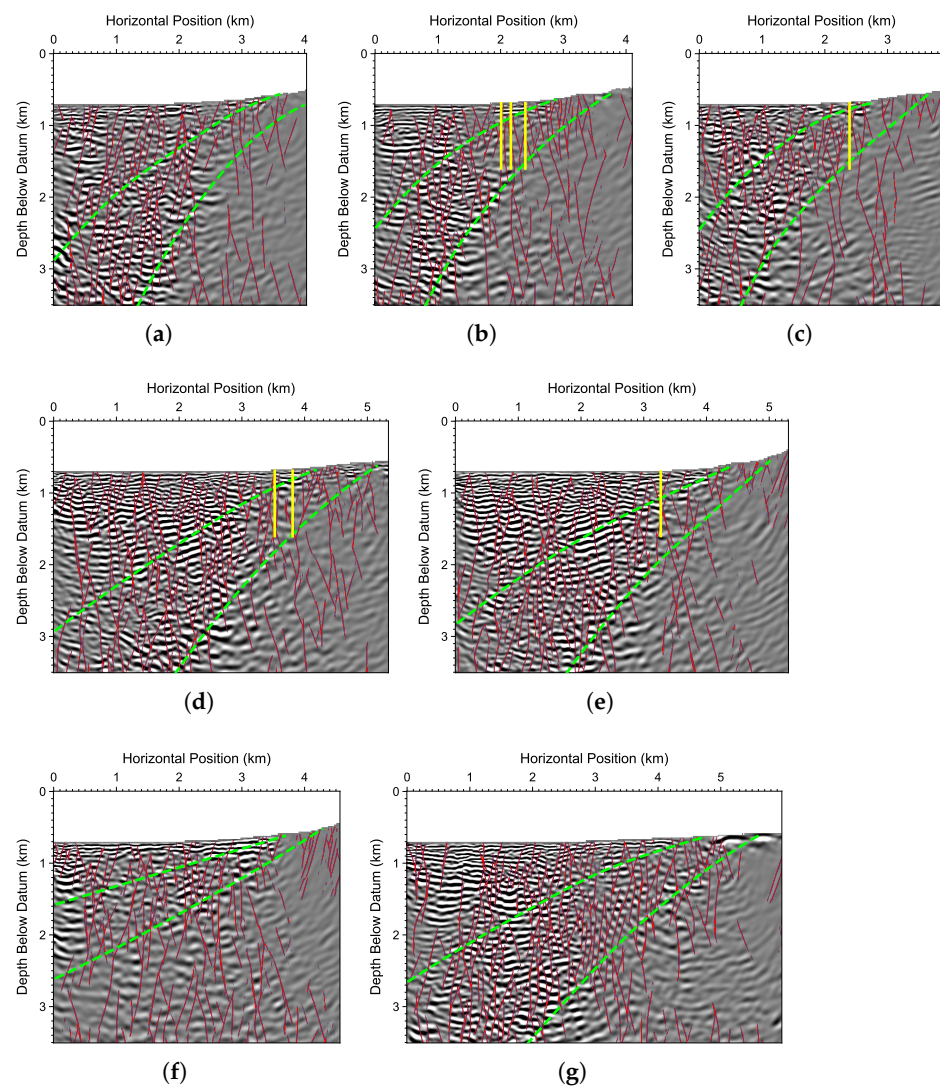 Horizontal Position (km) Horizontal Position (km) Horizontal Position (km)
0 1 2 3 4 0 1 2 3 4 0 1 2 3
0 0 0
1 1 1
2 2 2
3 3 3
Depth Below Datum (km) Depth Below Datum (km) Depth Below Datum (km)
(a) (b) (c)
Horizontal Position (km) Horizontal Position (km)
0 1 2 3 4 5 0 1 2 3 4 5
0 0
1 1
2 2
3 3
Depth Below Datum (km) Depth Below Datum (km)
(d) (e)
Horizontal Position (km) Horizontal Position (km)
0 1 2 3 4 0 1 2 3 4 5
0 0
1 1
2 2
3 3
Depth Below Datum (km) Depth Below Datum (km)
(f) (g)